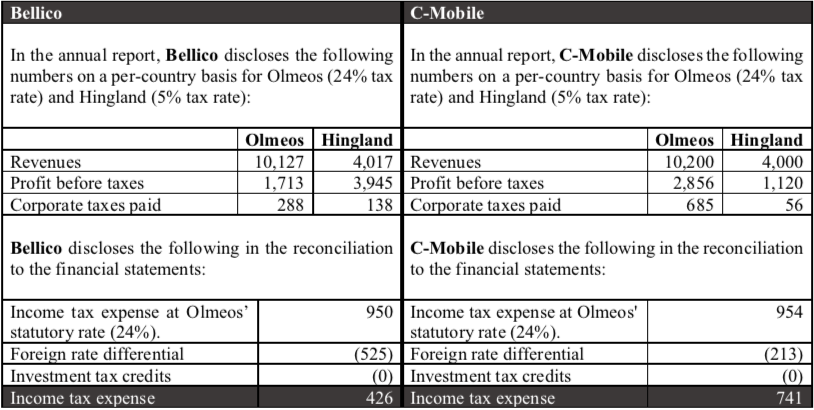 Bellico
In the annual report, Bellico discloses the following
numbers on a per-country basis for Olmeos (24% tax
rate) and Hingland (5% tax rate):
Olmeos Hingland
Revenues 10,127 4,017
Profit before taxes 1,713 3,945
Corporate taxes paid 288 138
Bellico discloses the following in the reconciliation
to the financial statements:
Income tax expense at Olmeos’ 950
statutory rate (24%).
Foreign rate differential (525)
Investment tax credits (0)
Income tax expense 426
C-Mobile
In the annual report, C-Mobile discloses the following
numbers on a per-country basis for Olmeos (24% tax
rate) and Hingland (5% tax rate):
Olmeos Hingland
Revenues 10,200 4,000
Profit before taxes 2,856 1,120
Corporate taxes paid 685 56
C-Mobile discloses the following in the reconciliation
to the financial statements:
Income tax expense at Olmeos' 954
statutory rate (24%).
Foreign rate differential (213)
Investment tax credits (0)
Income tax expense 741